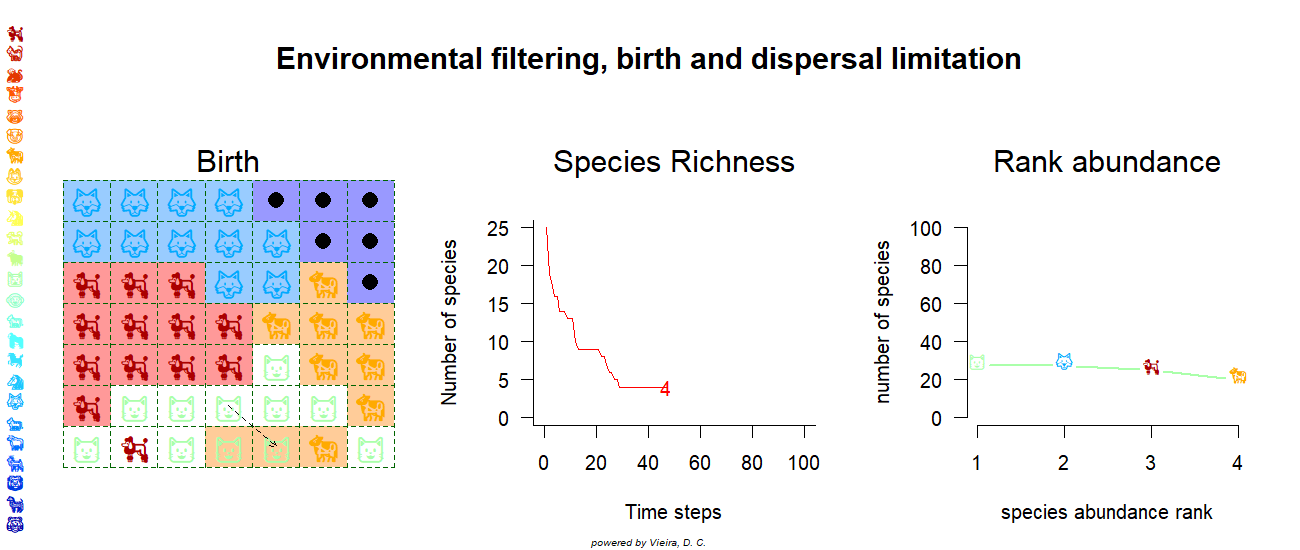 Environmental filtering, birth and dispersal limitation
Birth
Species Richness
Rank abundance
Number of species
25
20
15
10
5
0
4
0 20 40 60 80 100
Time steps
number of species
100
80
60
40
20
0
1 2 3 4
species abundance rank
powered by Vieira, D. C.